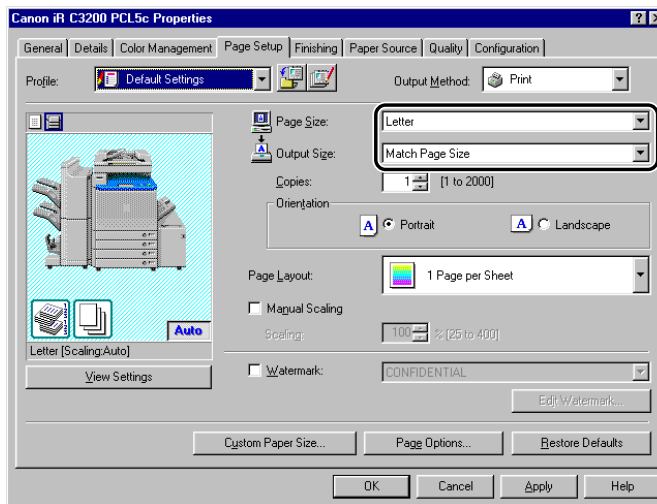 Canon iR C3200 PCL5c Properties
General Details Color Management Page Setup Finishing Paper Source Quality Configuration
Profile: Default Settings Output Method: Print
Page Size: Letter
Output Size: Match Page Size
Copies: 1 [1 to 2000]
Orientation
A Portrait A Landscape
Page Layout: 1 Page per Sheet
Manual Scaling
Auto Scaling: 100 % [25 to 400]
Letter [Scaling:Auto]
View Settings Watermark: CONFIDENTIAL
Edit Watermark...
Custom Paper Size... Page Options... Restore Defaults
OK Cancel Apply Help